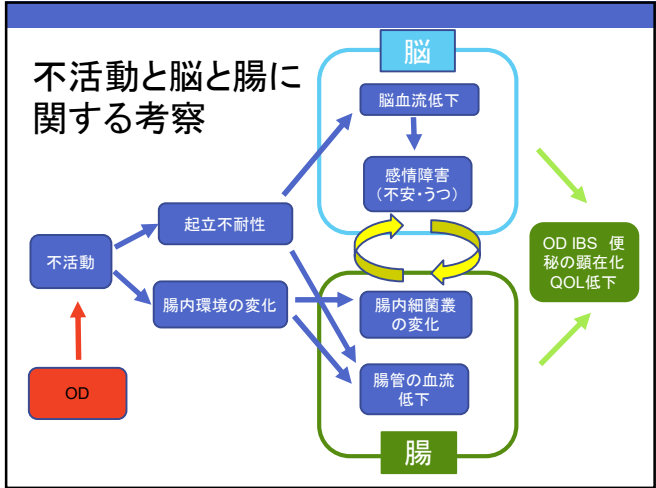 不活動と脳と腸に
関する考察
脳
脳血流低下
感情障害
（不安・うつ）
起立不耐性
不活動
腸内環境の変化
OD
腸内細菌叢
の変化
腸管の血流
低下
腸
OD IBS 便
秘の顕在化
QOL低下